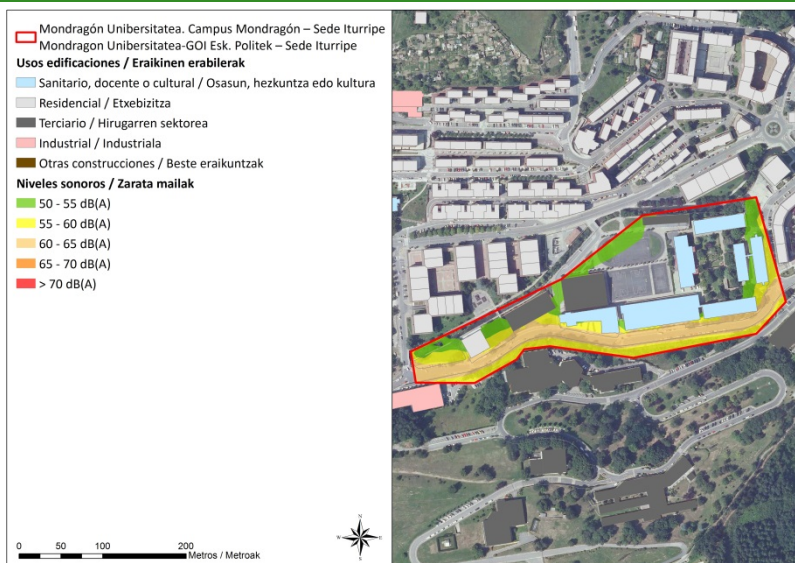 Mondragón Unibersitatea. Campus Mondragón – Sede Iturripe
Mondragon Unibersitatea-GOI Esk. Politek – Sede Iturripe
Usos edificaciones / Eraikinen erabilerak
Sanitario, docente o cultural / Osasun, hezkuntza edo kultura
Residencial / Etxebizitza
Terciario / Hirugarren sektorea
Industrial / Industriala
Otras construcciones / Beste eraikuntzak
Niveles sonoros / Zarata mailak
50 - 55 dB(A)
55 - 60 dB(A)
60 - 65 dB(A)
65 - 70 dB(A)
> 70 dB(A)
N
W E
S
0 50 100 200
Metros / Metroak